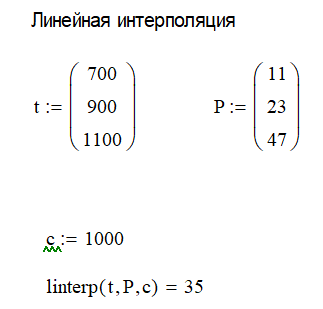 Линейная интерполяция
t := ( 700 900 1100 ) P := ( 11 23 47 )
c := 1000
linterp(t,P,c) = 35